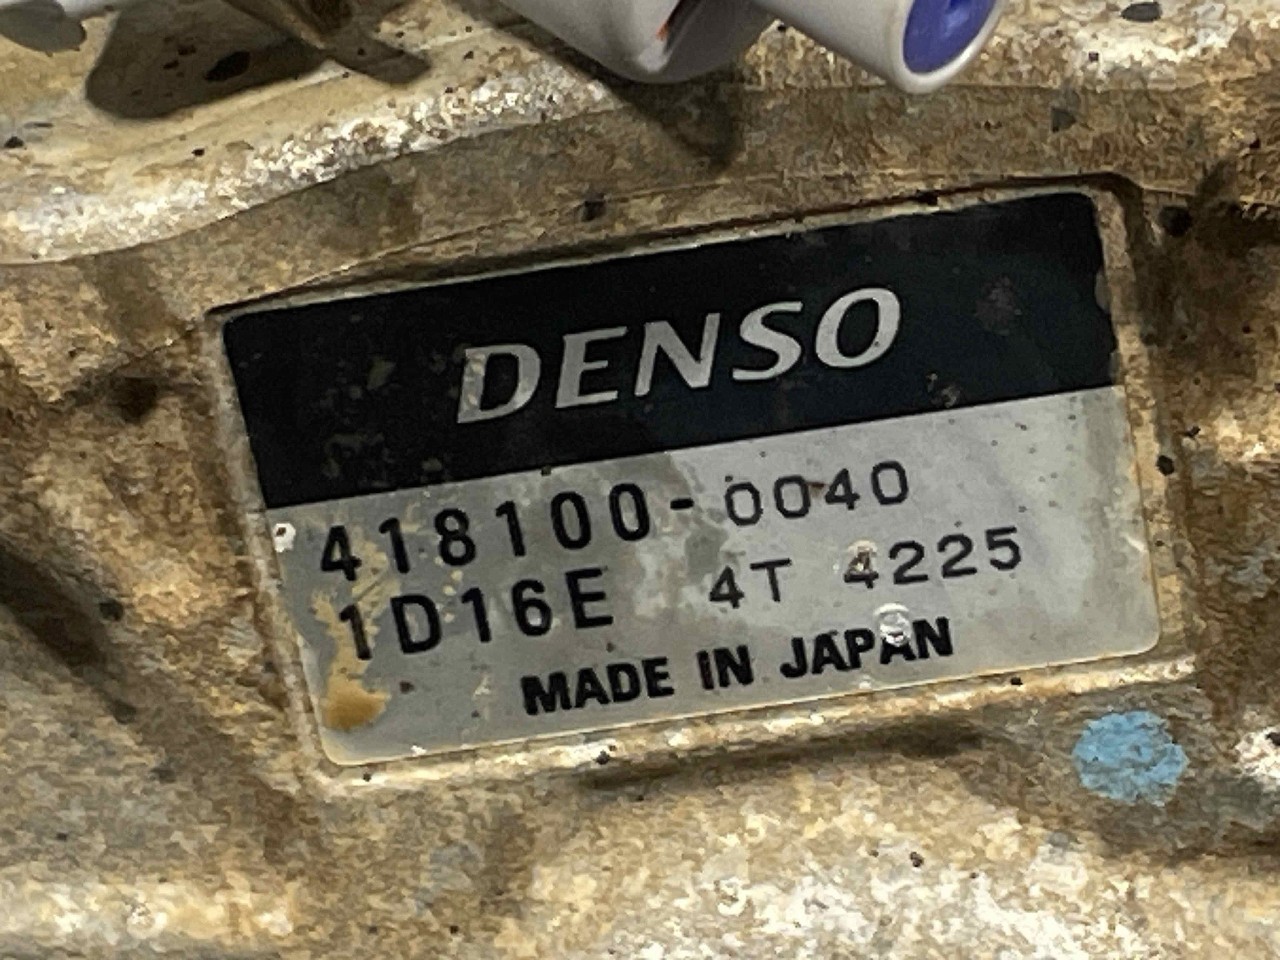 DENSO
418100-0040
1D16E 4T 4225
MADE IN JAPAN